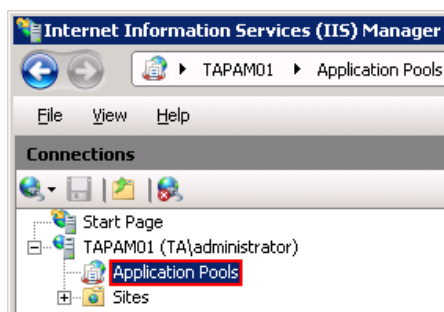 Internet Information Services (IIS) Manager
TAPAM01 Application Pools
File View Help
Connections
Start Page
TAPAM01 (TA\administrator)
Application Pools
Sites